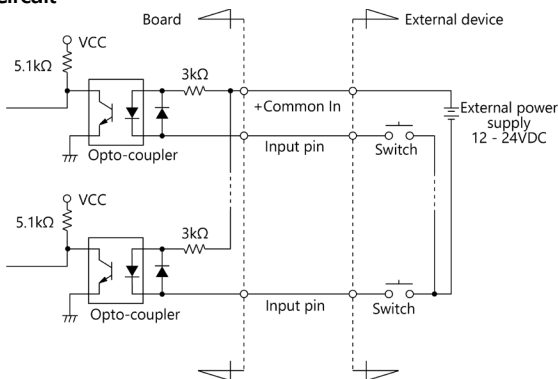 Board
External device
VCC
5.1kΩ
3kΩ
+Common In
External power
supply
12 - 24VDC
Input pin
Switch
Opto-coupler
VCC
5.1kΩ
3kΩ
Input pin
Switch
Opto-coupler